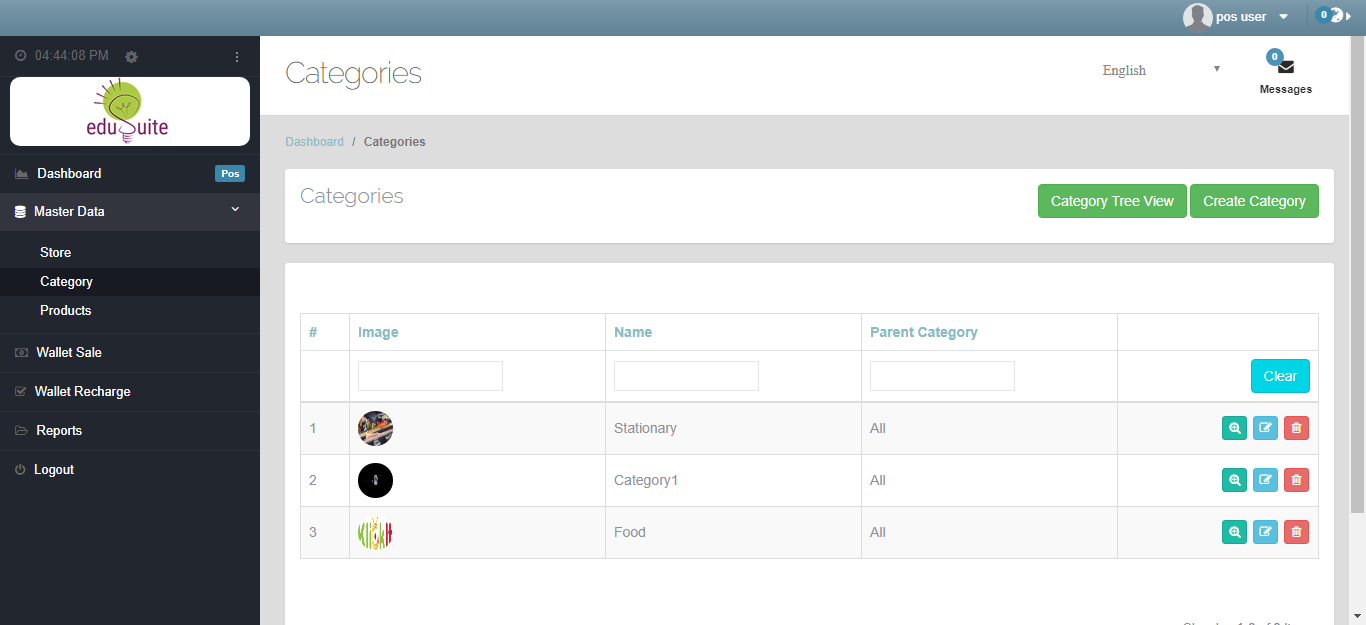 pos user
0
04:44:08 PM
eduSuite
Dashboard Pos
Master Data
Store
Category
Products
Wallet Sale
Wallet Recharge
Reports
Logout
Categories
English
0
Messages
Dashboard / Categories
Categories
Category Tree View Create Category
# Image Name Parent Category
Clear
1 Stationary All
2 Category1 All
3 KlickIt Food All